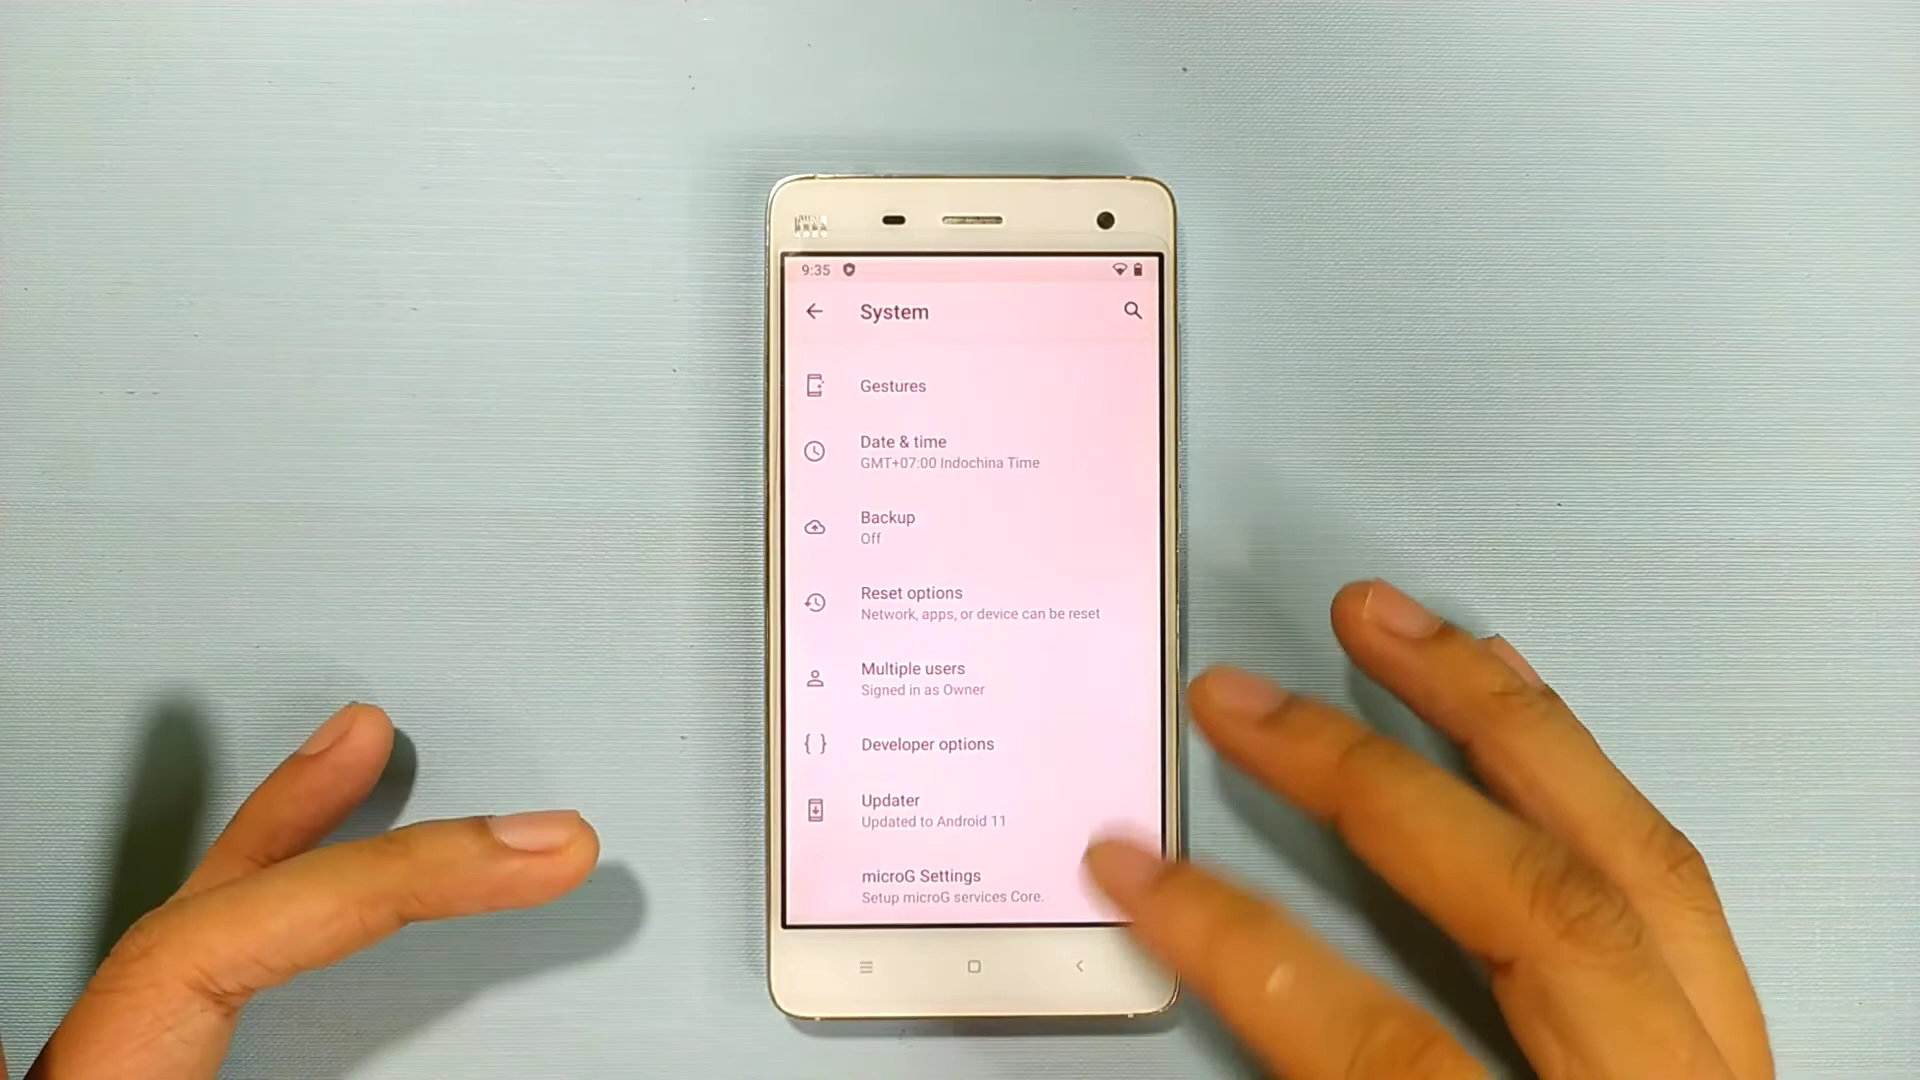 9:35
System
Gestures
Date & time
GMT+07:00 Indochina Time
Backup
Off
Reset options
Network, apps, or device can be reset
Multiple users
Signed in as Owner
{ } Developer options
Updater
Updated to Android 11
microG Settings
Setup microG services Core.